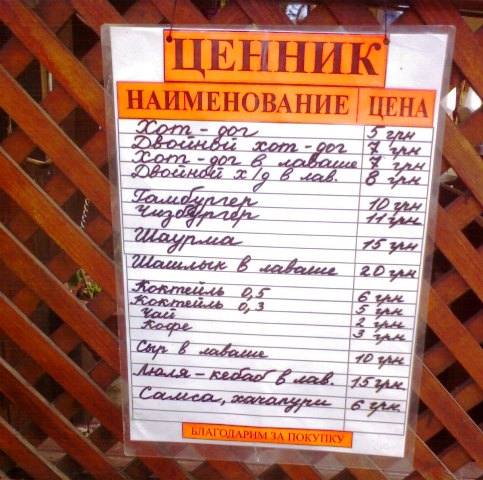 ЦЕННИК
НАИМЕНОВАНИЕ ЦЕНА
Хот-дог 5 грн
Двойной хот-дог 7 грн
Хот-дог в лаваше 7 грн
Двойной х/д в лав. 8 грн
Гамбургер 10 грн
Чизбургер 11 грн
Шаурма 15 грн
Шашлык в лаваше 20 грн
Коктейль 0,5 6 грн
Коктейль 0,3 5 грн
Чай 2 грн
Кофе 3 грн
Сыр в лаваше 10 грн
Люля-кебаб в лав. 15 грн
Самса, хачапури 6 грн.
БЛАГОДАРИМ ЗА ПОКУПКУ